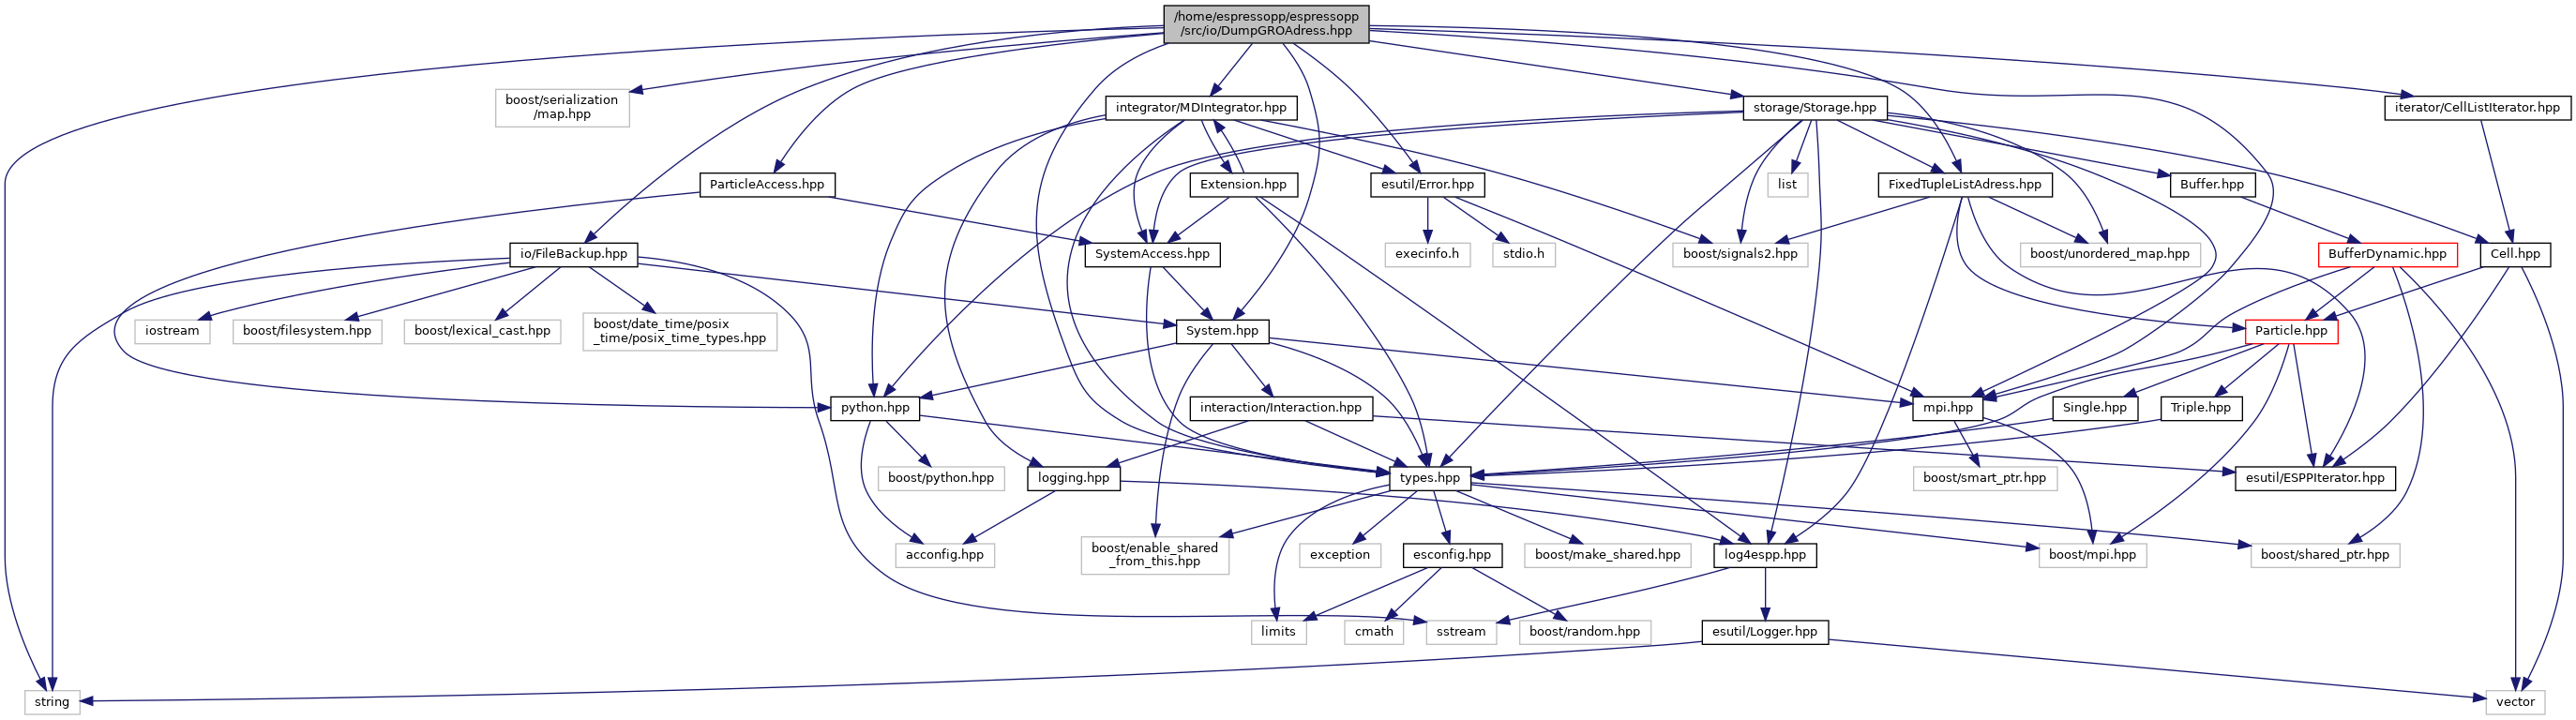 /home/espressopp/espressopp
/src/io/DumpGROAdress.hpp
boost/serialization
/map.hpp
integrator/MDIntegrator.hpp
storage/Storage.hpp
iterator/CellListIterator.hpp
ParticleAccess.hpp
Extension.hpp
esutil/Error.hpp
list
FixedTupleListAdress.hpp
Buffer.hpp
io/FileBackup.hpp
SystemAccess.hpp
execinfo.h
stdio.h
boost/signals2.hpp
boost/unordered_map.hpp
BufferDynamic.hpp
Cell.hpp
iostream
boost/filesystem.hpp
boost/lexical_cast.hpp
boost/date_time/posix
_time/posix_time_types.hpp
System.hpp
Particle.hpp
python.hpp
interaction/Interaction.hpp
mpi.hpp
Single.hpp
Triple.hpp
boost/python.hpp
logging.hpp
types.hpp
boost/smart_ptr.hpp
esutil/ESPPIterator.hpp
acconfig.hpp
boost/enable_shared
_from_this.hpp
exception
esconfig.hpp
boost/make_shared.hpp
log4espp.hpp
boost/mpi.hpp
boost/shared_ptr.hpp
limits
cmath
sstream
boost/random.hpp
esutil/Logger.hpp
string
vector